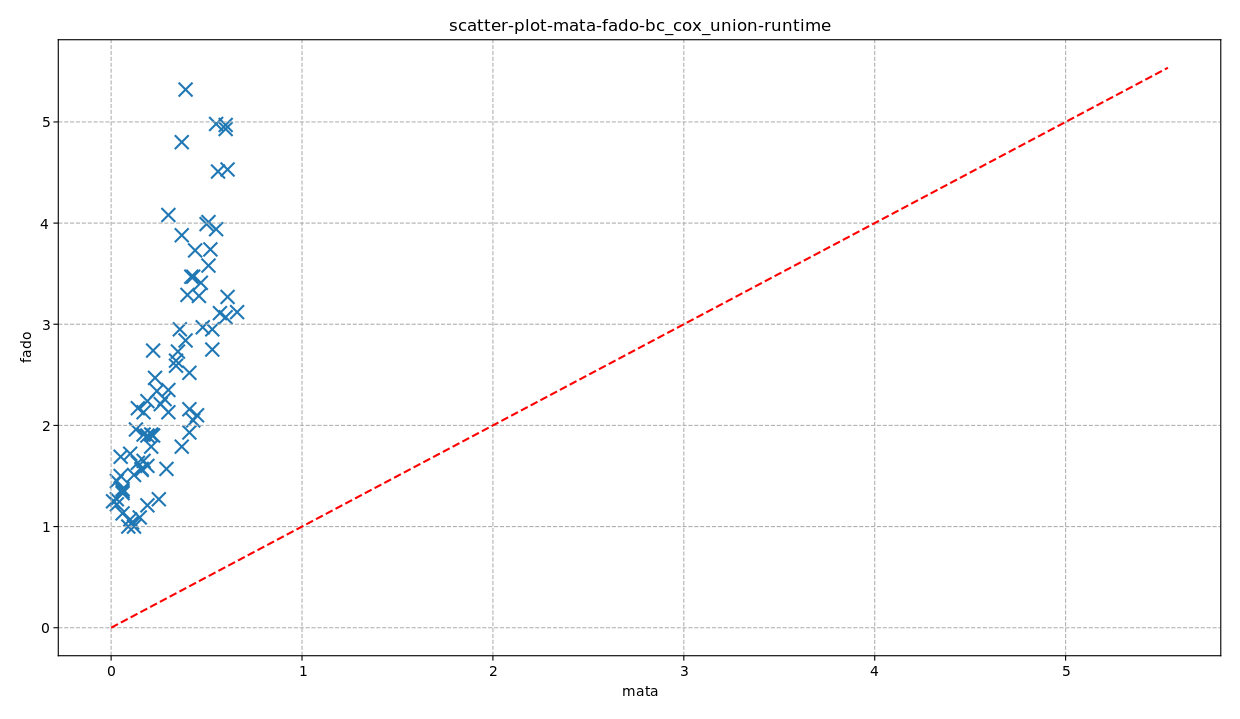 scatter-plot-mata-fado-bc_cox_union-runtime
fado
5
4
3
2
1
0
0 1 2 3 4 5
mata